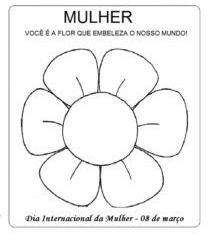 MULHER
VOCÊ É A FLOR QUE EMBELEZA O NOSSO MUNDO!
Dia Internacional da Mulher - 08 de março